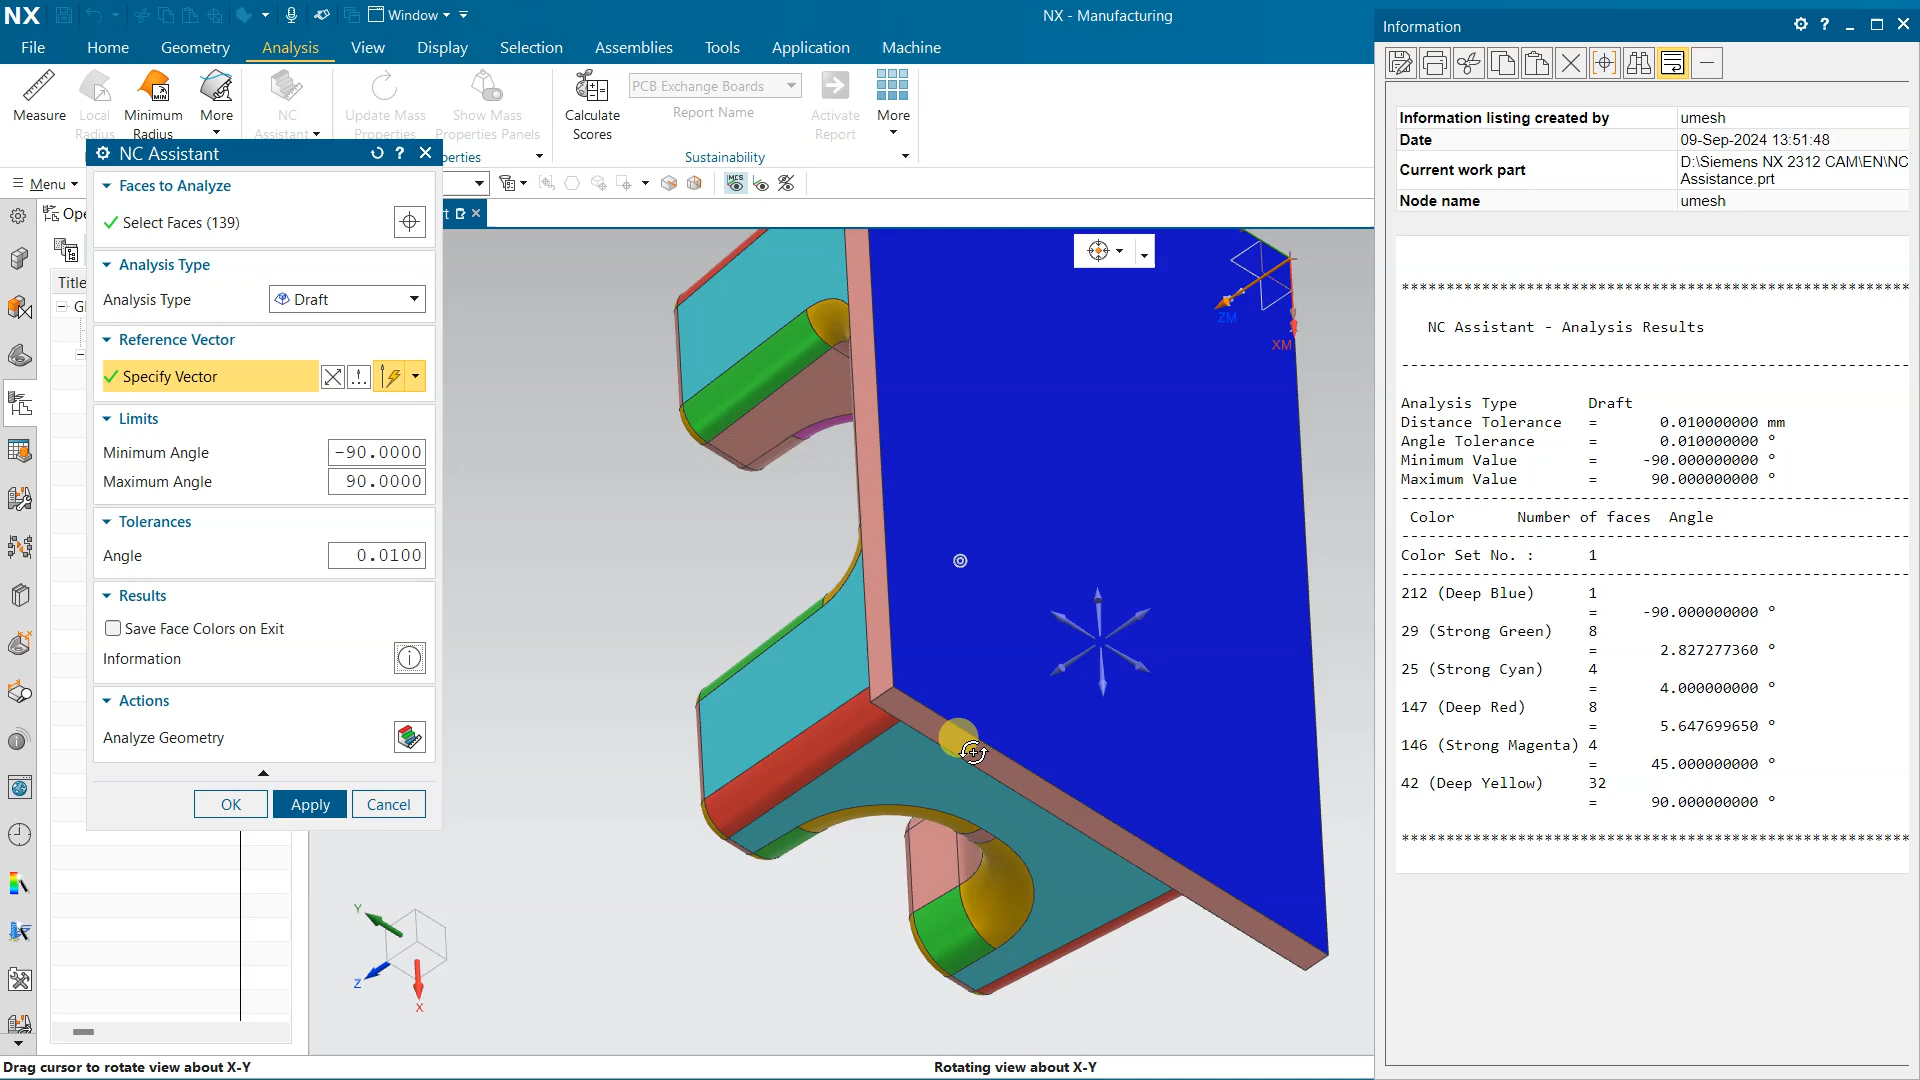 NX
Window
NX - Manufacturing
File
Home
Geometry
Analysis
View
Display
Selection
Assemblies
Tools
Application
Machine
Measure
Local
Radius
Minimum
Radius
More
NC
Assistant
Update Mass
Properties
Show Mass
Properties Panels
Calculate
Scores
PCB Exchange Boards
Report Name
Activate
Report
More
perties
Sustainability
Menu
MCS
NC Assistant
Faces to Analyze
Select Faces (139)
Analysis Type
Analysis Type
Draft
Reference Vector
Specify Vector
Limits
Minimum Angle
-90.0000
Maximum Angle
90.0000
Tolerances
Angle
0.0100
Results
Save Face Colors on Exit
Information
Actions
Analyze Geometry
OK
Apply
Cancel
Ope
Title
ZM
XM
Y
Z
X
Drag cursor to rotate view about X-Y
Rotating view about X-Y
Information
Information listing created by
umesh
Date
09-Sep-2024 13:51:48
Current work part
D:\Siemens NX 2312 CAM\EN\NC
Assistance.prt
Node name
umesh
************************************************************
NC Assistant - Analysis Results
------------------------------------------------------------
Analysis Type Draft
Distance Tolerance = 0.010000000 mm
Angle Tolerance = 0.010000000 °
Minimum Value = -90.000000000 °
Maximum Value = 90.000000000 °
------------------------------------------------------------
Color Number of faces Angle
------------------------------------------------------------
Color Set No. : 1
------------------------------------------------------------
212 (Deep Blue) 1
= -90.000000000 °
29 (Strong Green) 8
= 2.827277360 °
25 (Strong Cyan) 4
= 4.000000000 °
147 (Deep Red) 8
= 5.647699650 °
146 (Strong Magenta) 4
= 45.000000000 °
42 (Deep Yellow) 32
= 90.000000000 °
************************************************************